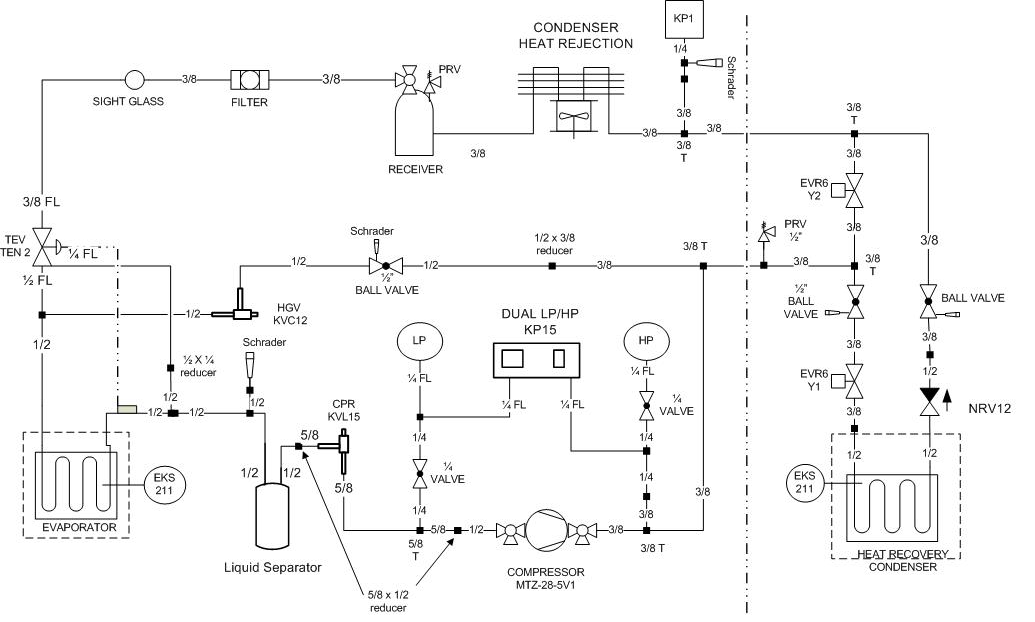 KP1
1/4
Schrader
CONDENSER
HEAT REJECTION
PRV
3/8
3/8
SIGHT GLASS
FILTER
RECEIVER
3/8
3/8
3/8
3/8
3/8
T
3/8
T
3/8
EVR6
Y2
3/8
3/8 FL
TEV
TEN 2
¼ FL
½ FL
Schrader
1/2
½"
BALL VALVE
1/2
1/2 x 3/8
reducer
3/8
3/8 T
PRV
½"
3/8
3/8
T
3/8
1/2
HGV
KVC12
½"
BALL
VALVE
BALL VALVE
DUAL LP/HP
KP15
LP
HP
1/2
Schrader
½ X ¼
reducer
3/8
3/8
1/2
¼ FL
¼ FL
¼ FL
¼ FL
EVR6
Y1
1/2
1/2
1/2
1/2
CPR
KVL15
¼
VALVE
3/8
NRV12
5/8
1/4
1/4
1/2
1/2
1/2
1/2
EKS
211
5/8
¼
VALVE
1/4
3/8
EKS
211
1/4
3/8
EVAPORATOR
5/8
1/2
3/8
5/8
T
3/8 T
HEAT RECOVERY
CONDENSER
Liquid Separator
COMPRESSOR
MTZ-28-5V1
5/8 x 1/2
reducer